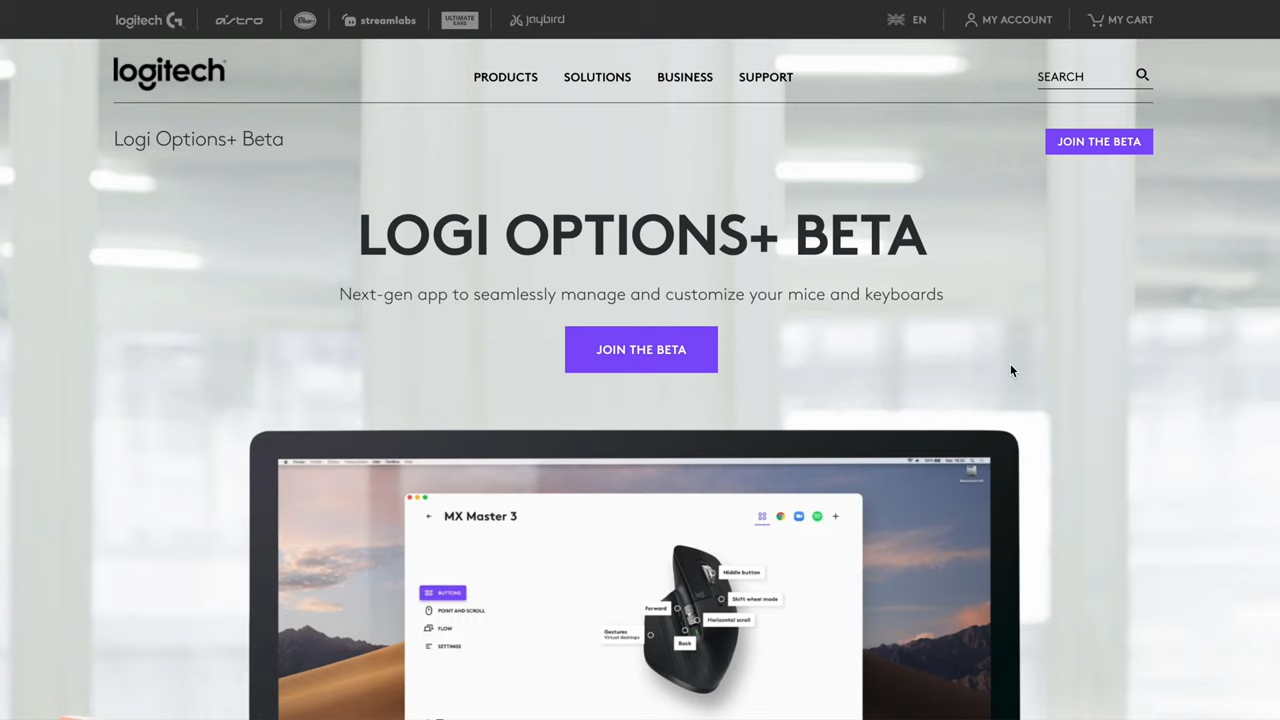 logitech G
ASTRO
Blue
streamlabs
ULTIMATE
EARS
jaybird
EN
MY ACCOUNT
MY CART
logitech
PRODUCTS
SOLUTIONS
BUSINESS
SUPPORT
SEARCH
Logi Options+ Beta
JOIN THE BETA
LOGI OPTIONS+ BETA
Next-gen app to seamlessly manage and customize your mice and keyboards
JOIN THE BETA
MX Master 3
BUTTONS
POINT AND SCROLL
FLOW
SETTINGS
Middle button
Shift wheel mode
Forward
Horizontal scroll
Gestures
Virtual desktops
Back